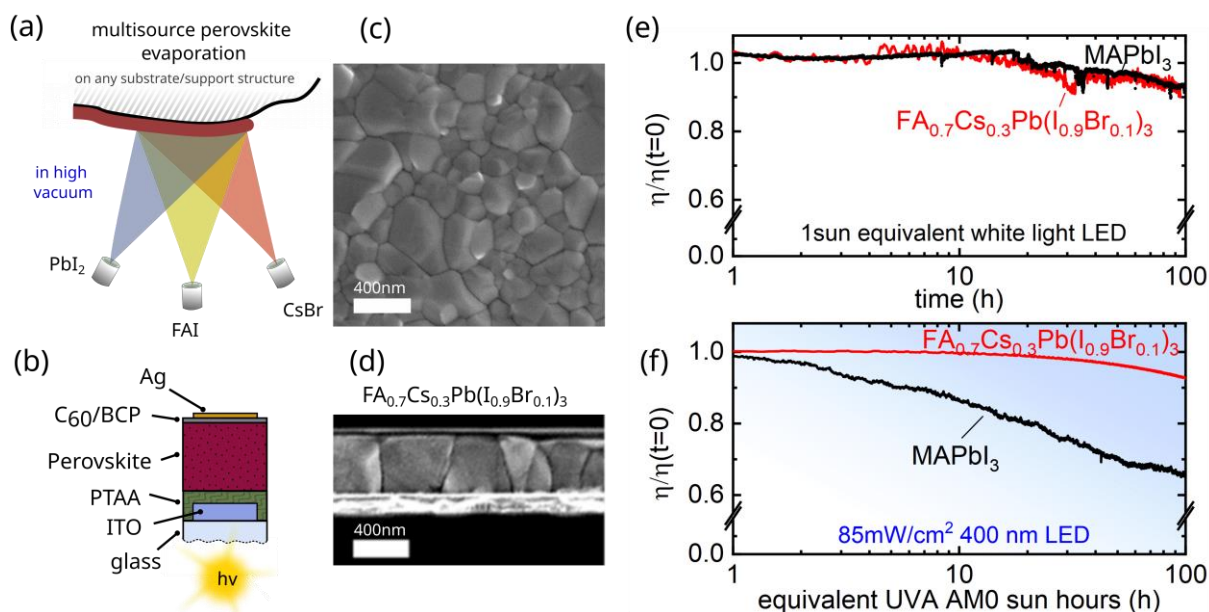 (a)
multisource perovskite
evaporation
on any substrate/support structure
in high
vacuum
PbI₂
FAI
CsBr
(b)
Ag
C₆₀/BCP
Perovskite
PTAA
ITO
glass
hv
(c)
400nm
(d)
FA₀.₇Cs₀.₃Pb(I₀.₉Br₀.₁)₃
400nm
(e)
η/η(t=0)
1.0
0.8
0.6
0.0
MAPbI₃
FA₀.₇Cs₀.₃Pb(I₀.₉Br₀.₁)₃
1sun equivalent white light LED
1 10 100
time (h)
(f)
η/η(t=0)
1.0
0.8
0.6
0.0
FA₀.₇Cs₀.₃Pb(I₀.₉Br₀.₁)₃
MAPbI₃
85mW/cm² 400 nm LED
1 10 100
equivalent UVA AM0 sun hours (h)